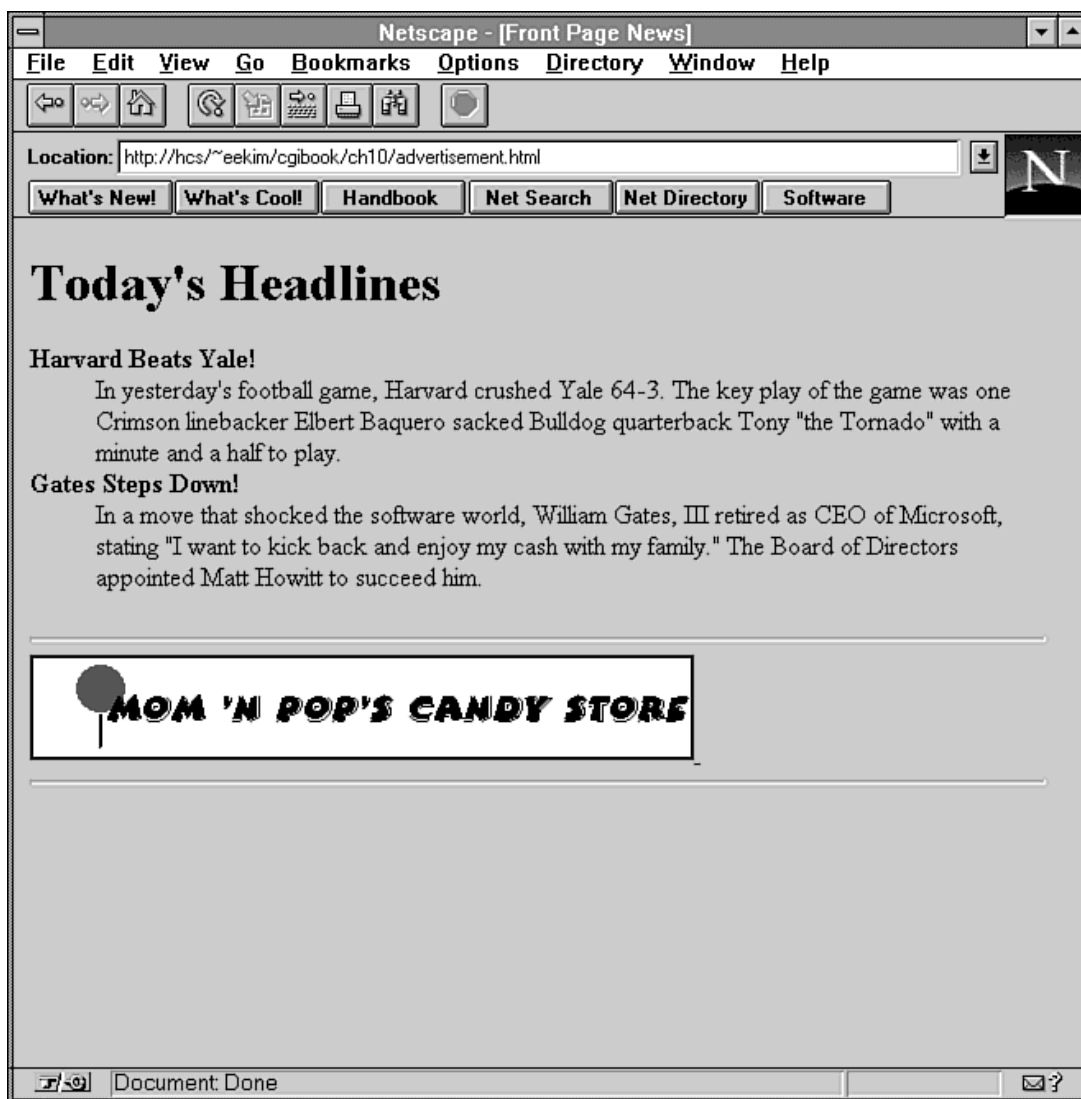 Netscape - [Front Page News]
File Edit View Go Bookmarks Options Directory Window Help
Location: http://hcs/~eekim/cgibook/ch10/advertisement.html
N
What's New! What's Cool! Handbook Net Search Net Directory Software
Today's Headlines
Harvard Beats Yale!
In yesterday's football game, Harvard crushed Yale 64-3. The key play of the game was one
Crimson linebacker Elbert Baquero sacked Bulldog quarterback Tony "the Tornado" with a
minute and a half to play.
Gates Steps Down!
In a move that shocked the software world, William Gates, III retired as CEO of Microsoft,
stating "I want to kick back and enjoy my cash with my family." The Board of Directors
appointed Matt Howitt to succeed him.
MOM 'N POP'S CANDY STORE
Document: Done
?